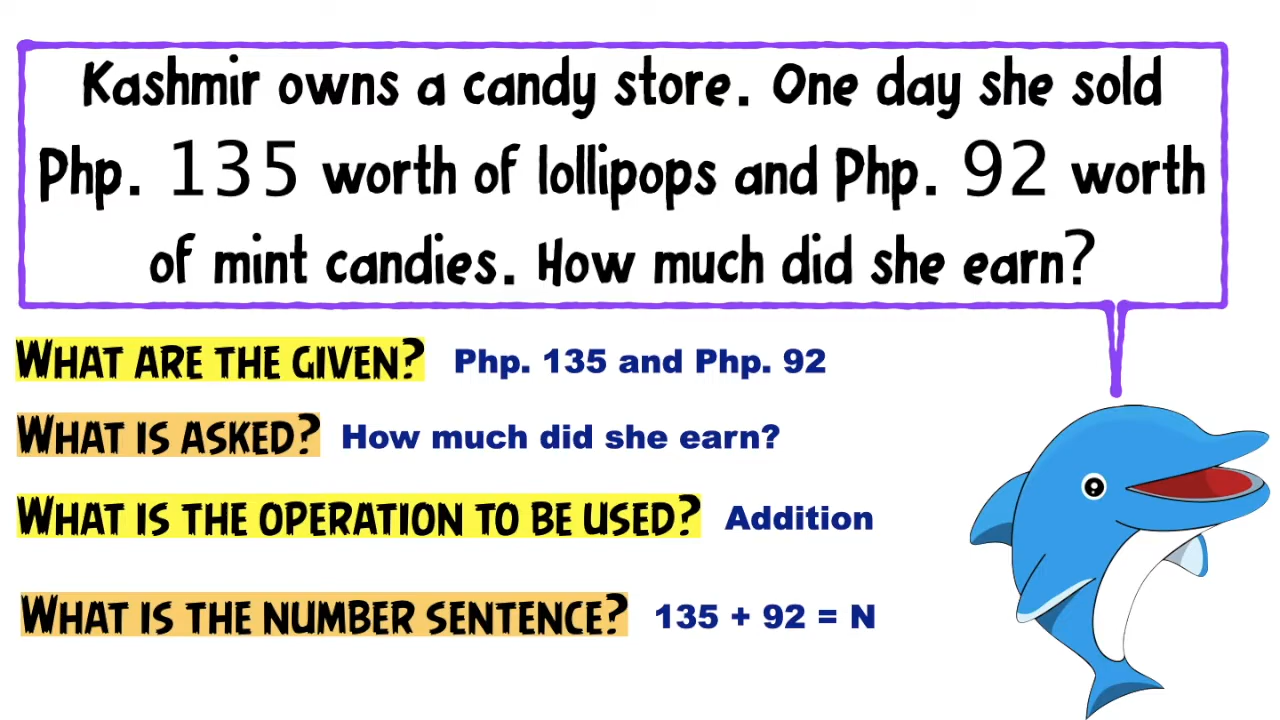 Kashmir owns a candy store. One day she sold
Php. 135 worth of lollipops and Php. 92 worth
of mint candies. How much did she earn?
WHAT ARE THE GIVEN? Php. 135 and Php. 92
WHAT IS ASKED? How much did she earn?
WHAT IS THE OPERATION TO BE USED? Addition
WHAT IS THE NUMBER SENTENCE? 135 + 92 = N